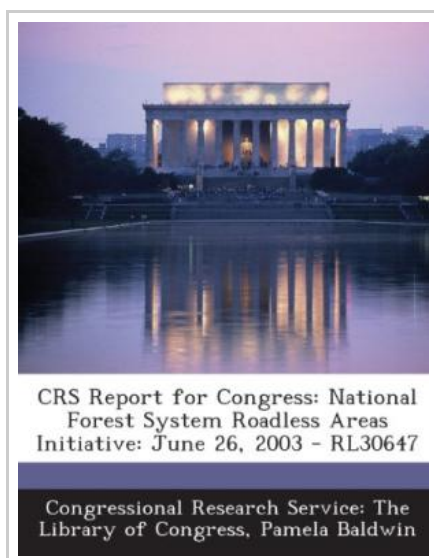 CRS Report for Congress: National
Forest System Roadless Areas
Initiative: June 26, 2003 - RL30647
Congressional Research Service: The
Library of Congress, Pamela Baldwin